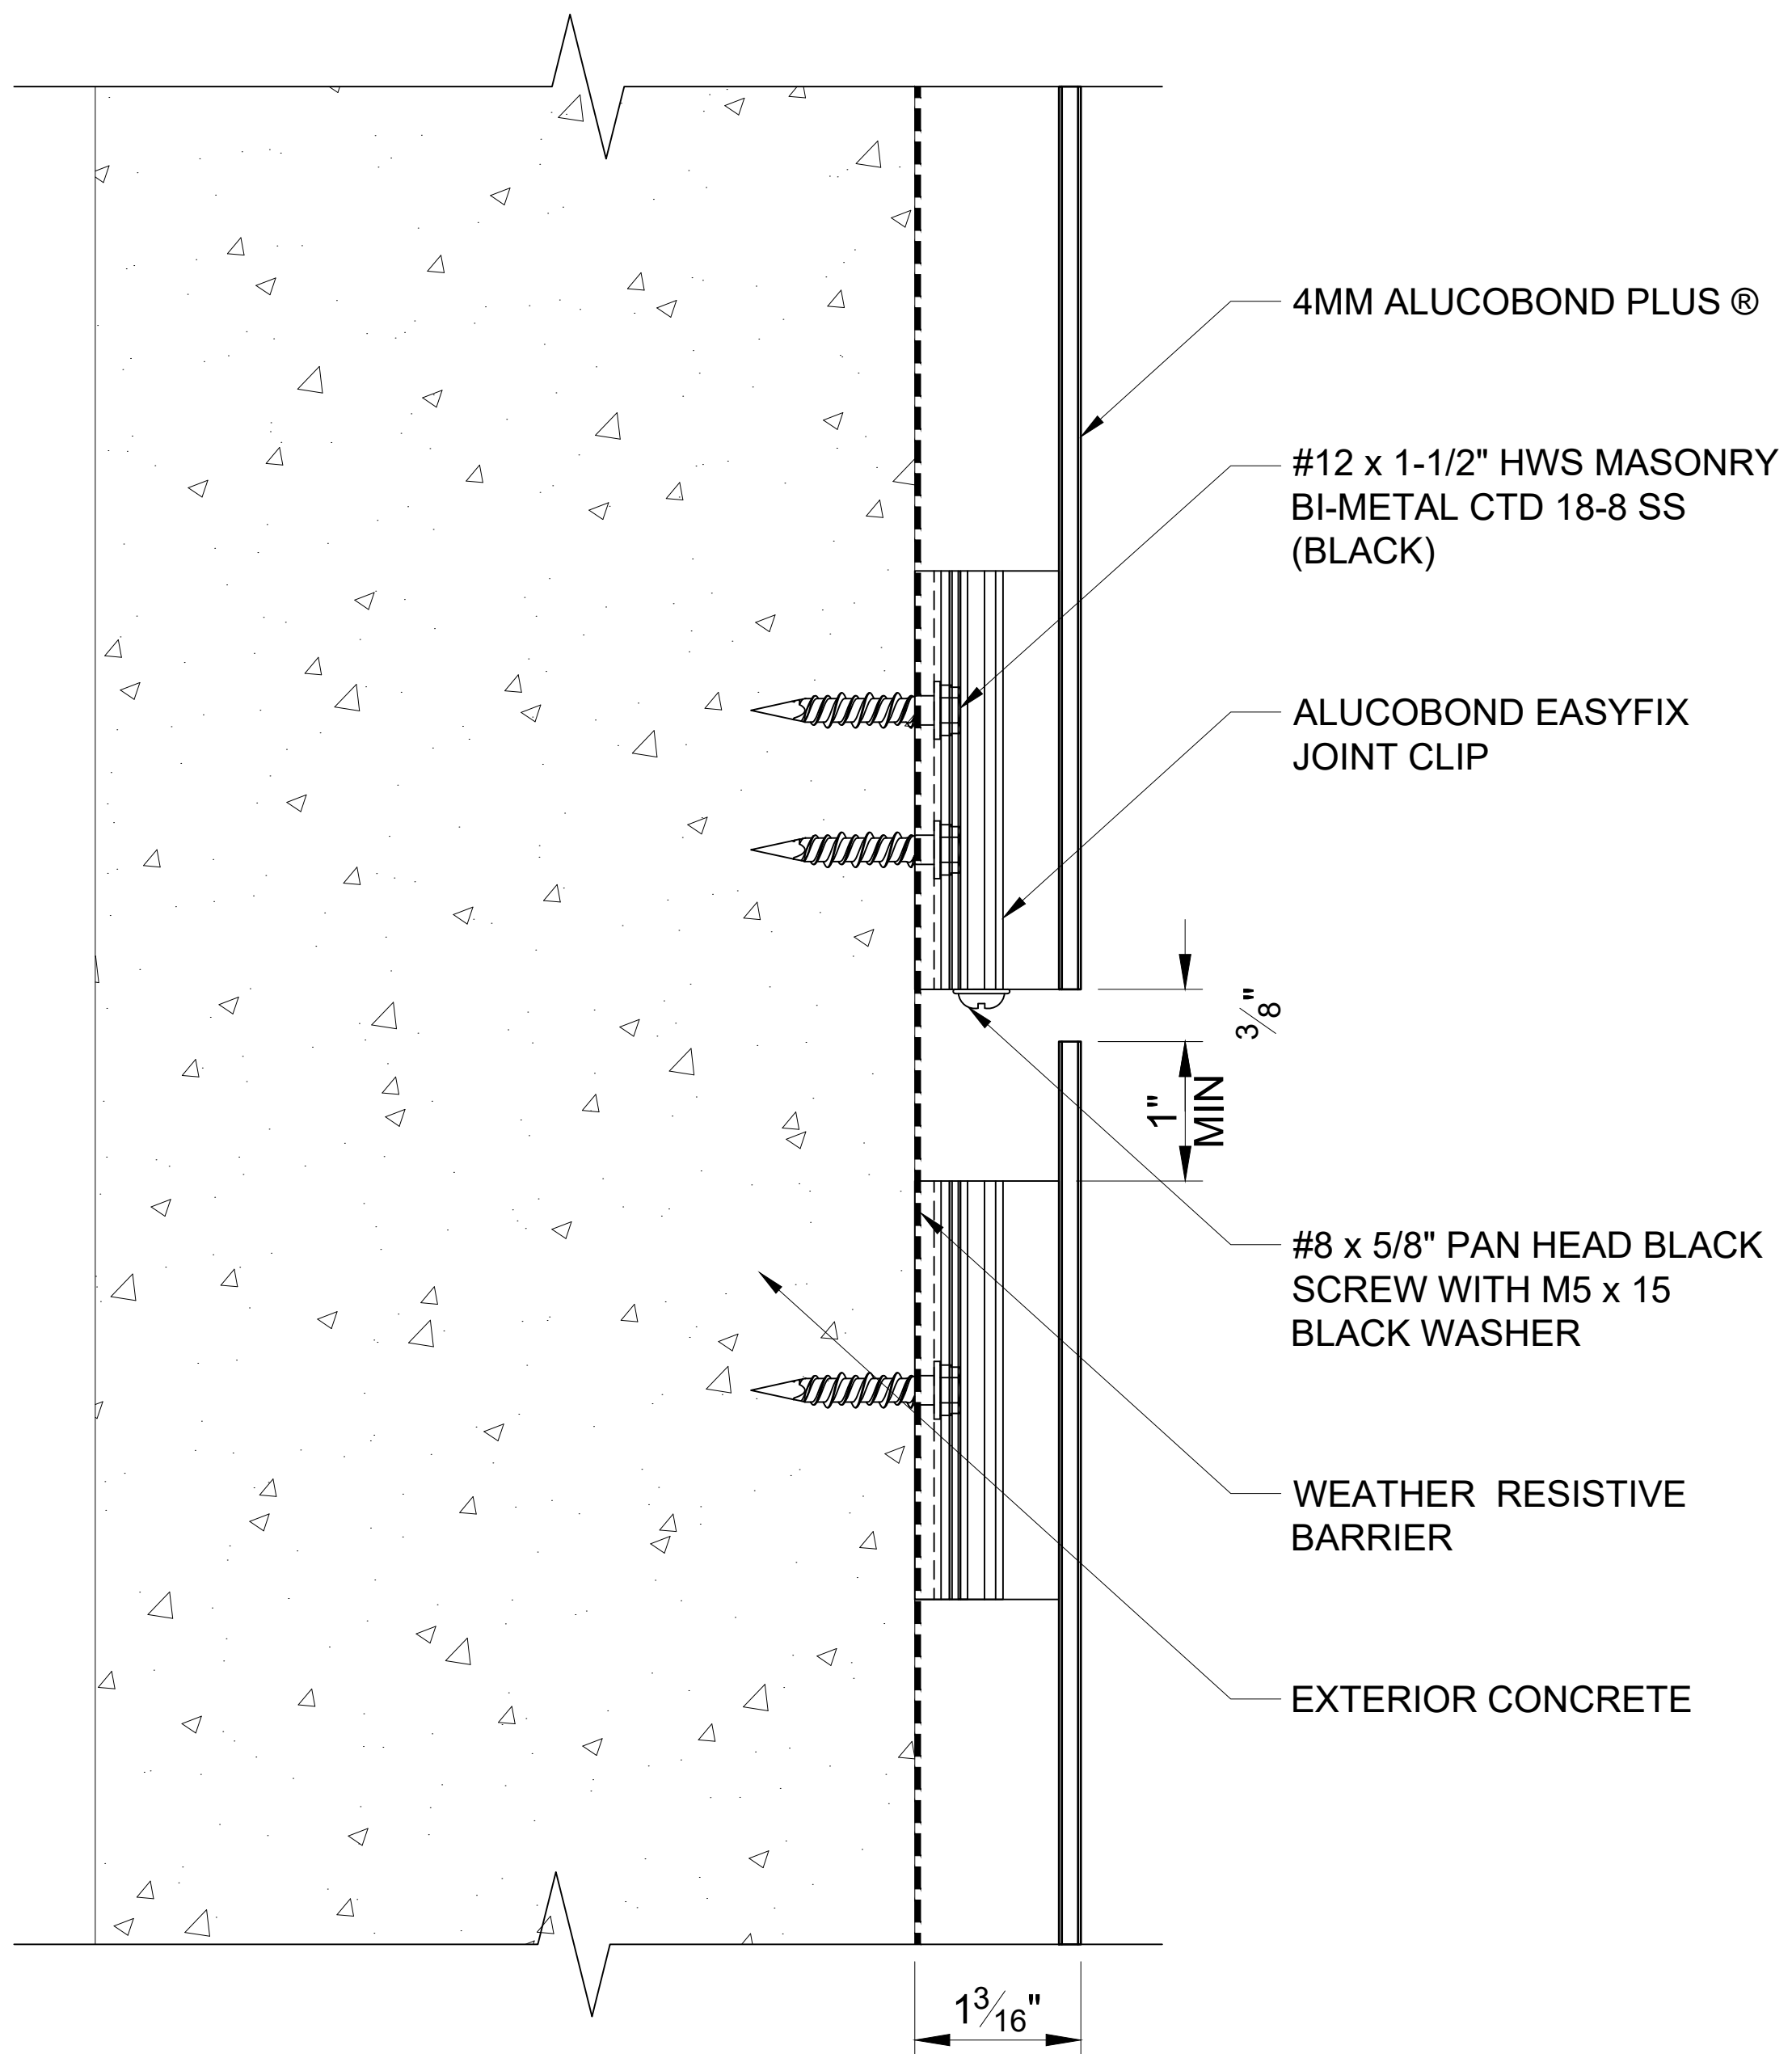 4MM ALUCOBOND PLUS ®
#12 x 1-1/2" HWS MASONRY
BI-METAL CTD 18-8 SS
(BLACK)
ALUCOBOND EASYFIX
JOINT CLIP
3/8"
1"
MIN
#8 x 5/8" PAN HEAD BLACK
SCREW WITH M5 x 15
BLACK WASHER
WEATHER RESISTIVE
BARRIER
EXTERIOR CONCRETE
1 3/16"